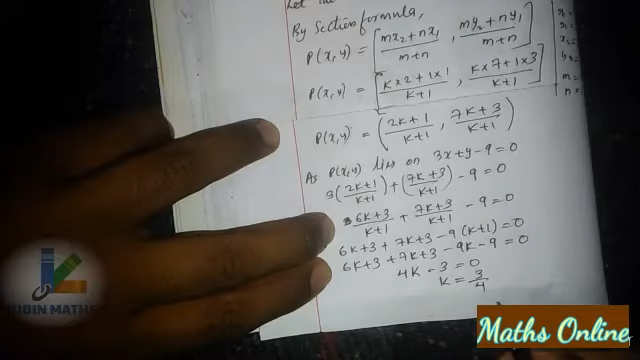 Let
By Section formula,
P(x,y) = [mx₂+nx₁/m+n, my₂+ny₁/m+n]
P(x,y) = [k×2+1×1/k+1, k×7+1×3/k+1]
P(x,y) = (2k+1/k+1, 7k+3/k+1)
As P(x,y) lies on 3x+y-9=0
3(2k+1/k+1)+(7k+3/k+1)-9=0
6k+3/k+1 + 7k+3/k+1 -9=0
6k+3+7k+3-9(k+1)=0
6k+3+7k+3-9k-9=0
4k-3=0
k=3/4
m=
n=
RUBIN MATHS
Maths Online